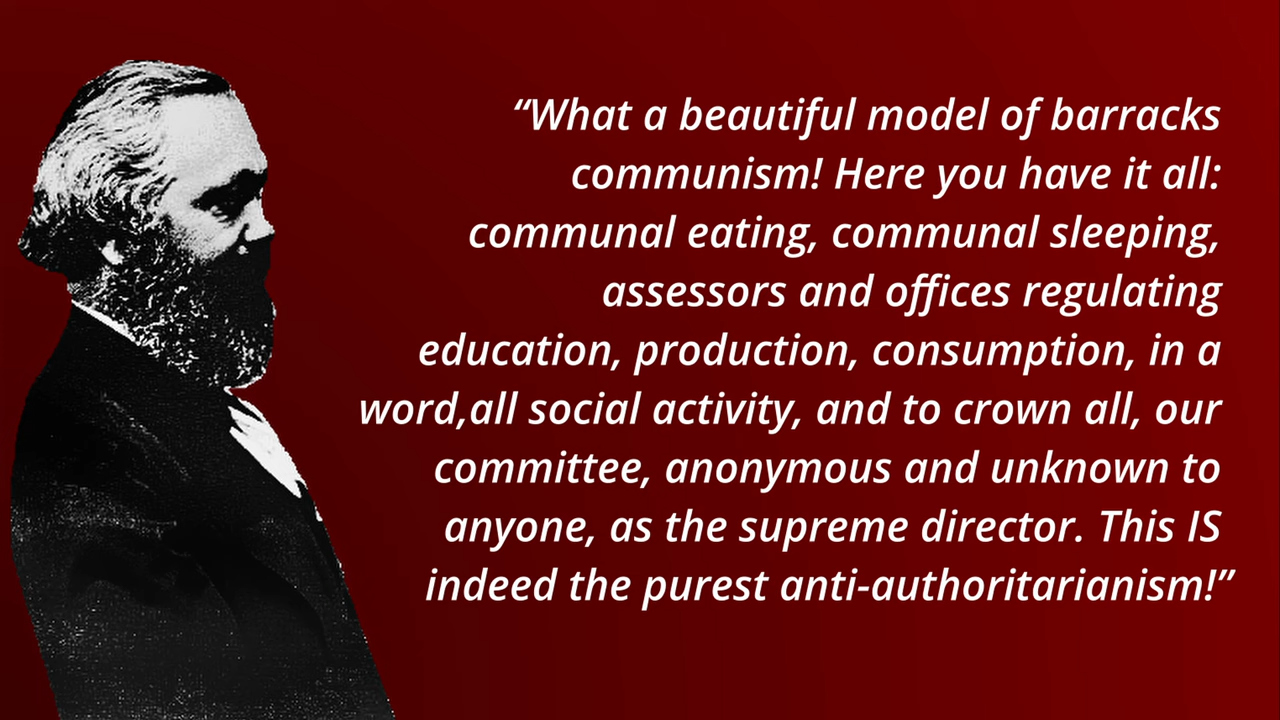 “What a beautiful model of barracks
communism! Here you have it all:
communal eating, communal sleeping,
assessors and offices regulating
education, production, consumption, in a
word,all social activity, and to crown all, our
committee, anonymous and unknown to
anyone, as the supreme director. This IS
indeed the purest anti-authoritarianism!”